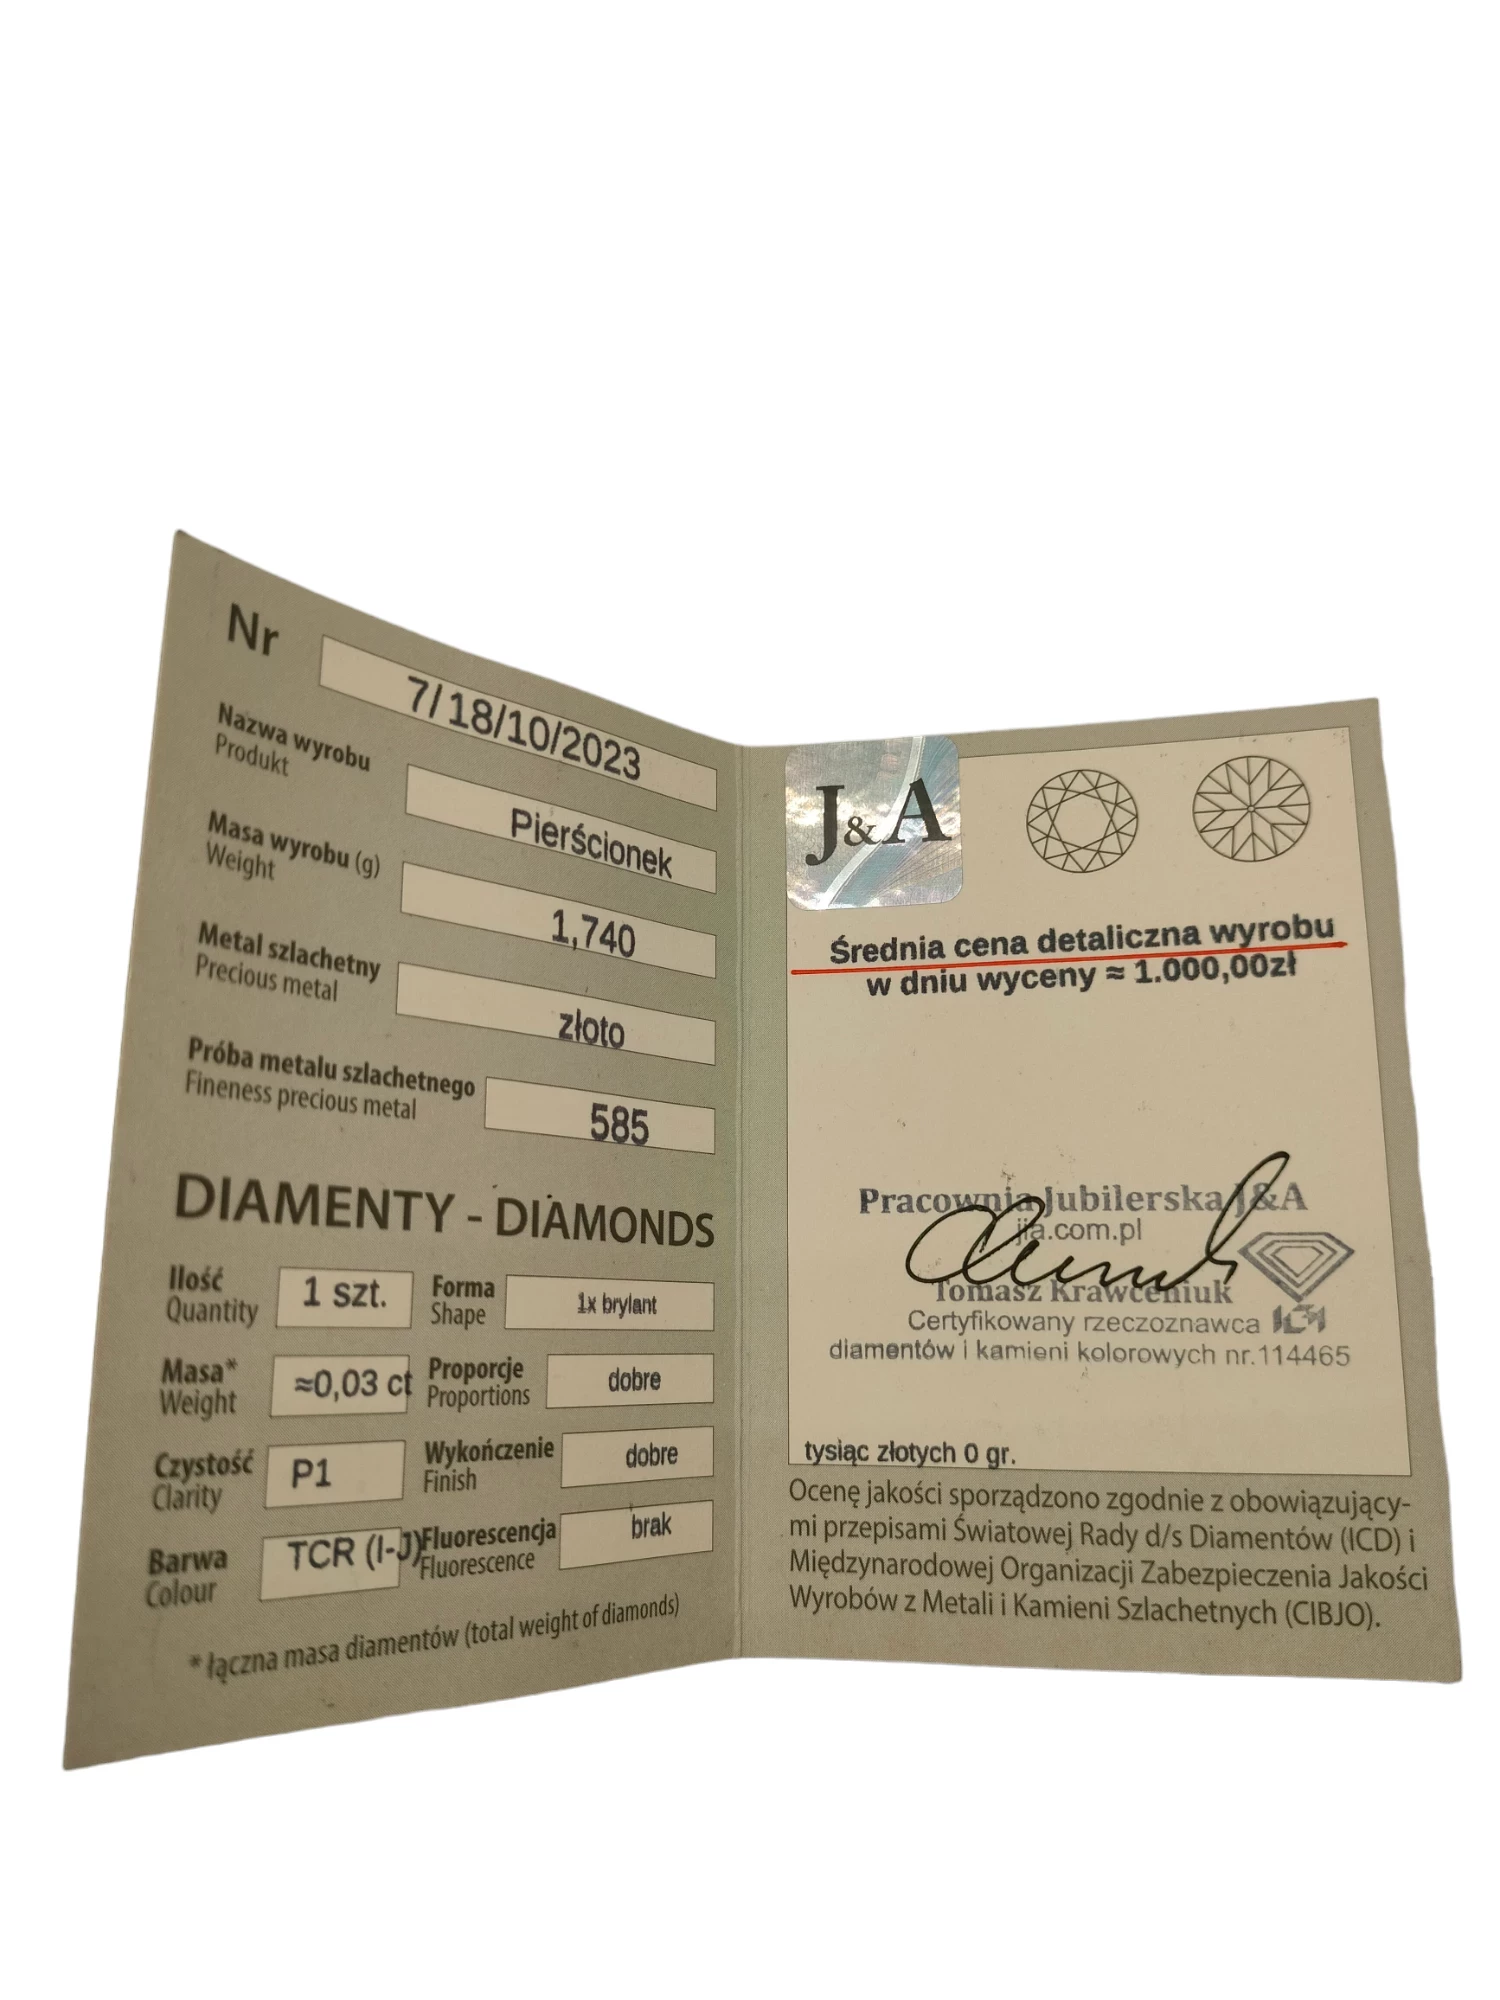 Nr 7/18/10/2023
Nazwa wyrobu Pierścionek
Produkt
Masa wyrobu (g) 1,740
Weight
Metal szlachetny złoto
Precious metal
Próba metalu szlachetnego 585
Fineness precious metal
DIAMENTY - DIAMONDS
Ilość 1 szt. Forma 1x brylant
Quantity Shape
Masa* ≈0,03 ct Proporcje dobre
Weight Proportions
Czystość P1 Wykończenie dobre
Clarity Finish
Barwa TCR (I-J) Fluorescencja brak
Colour Fluorescence
* łączna masa diamentów (total weight of diamonds)
J&A
Średnia cena detaliczna wyrobu
w dniu wyceny ≈ 1.000,00zł
Pracownia Jubilerska J&A
jia.com.pl
Tomasz Krawceniuk
Certyfikowany rzeczoznawca
diamentów i kamieni kolorowych nr.114465
tysiąc złotych 0 gr.
Ocenę jakości sporządzono zgodnie z obowiązujący-
mi przepisami Światowej Rady d/s Diamentów (ICD) i
Międzynarodowej Organizacji Zabezpieczenia Jakości
Wyrobów z Metali i Kamieni Szlachetnych (CIBJO).